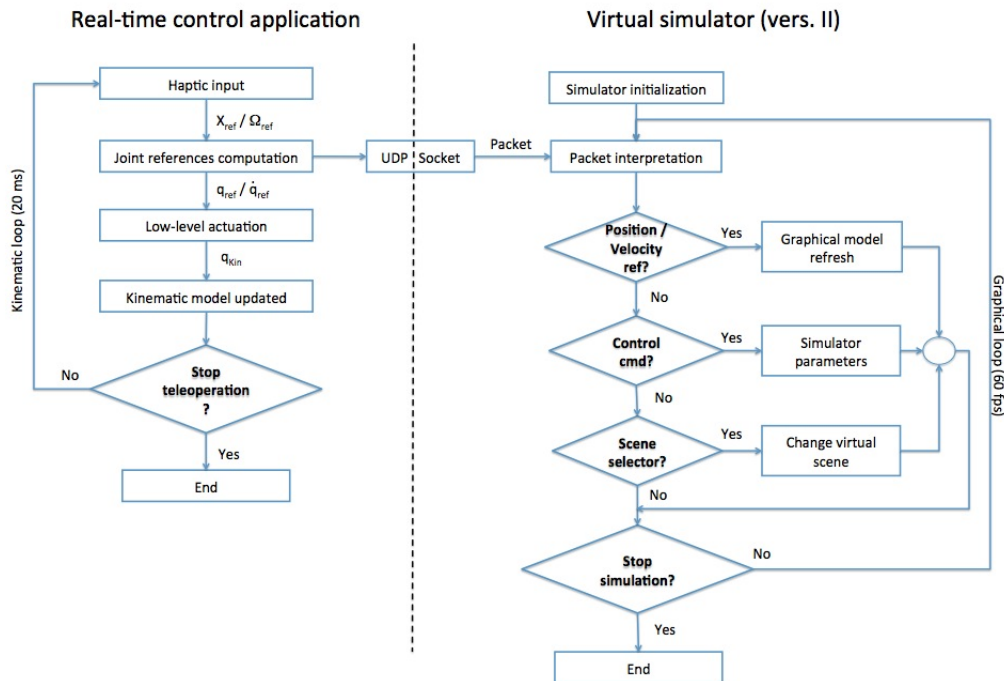 Real-time control application
Haptic input
Xref / Ωref
Joint references computation
qref / q̇ref
Low-level actuation
qKin
Kinematic model updated
Stop
teleoperation
?
No
Yes
End
Kinematic loop (20 ms)
UDP Socket
Packet
Virtual simulator (vers. II)
Simulator initialization
Packet interpretation
Position /
Velocity
ref?
Yes
Graphical model
refresh
No
Control
cmd?
Yes
Simulator
parameters
No
Scene
selector?
Yes
Change virtual
scene
No
Stop
simulation?
No
Yes
End
Graphical loop (60 fps)